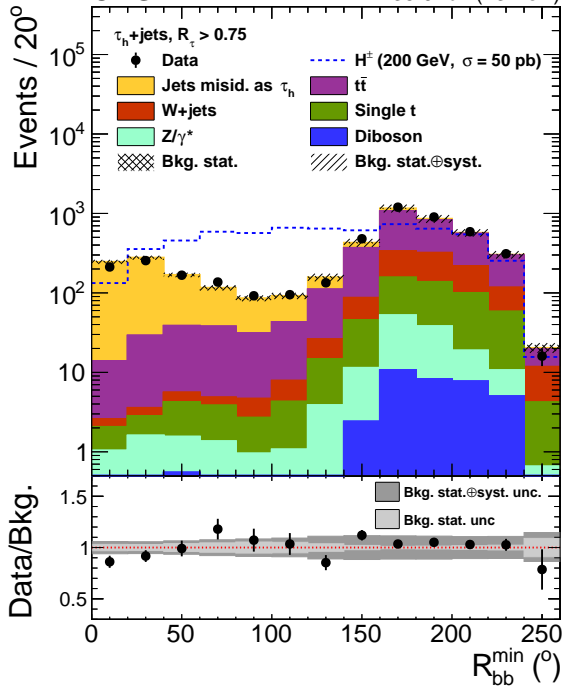 τh+jets, Rτ > 0.75
Data
H± (200 GeV, σ = 50 pb)
Jets misid. as τh
tt̄
W+jets
Single t
Z/γ*
Diboson
Bkg. stat.
Bkg. stat.⊕syst.
Events / 20°
10⁵
10⁴
10³
10²
10
1
Bkg. stat.⊕syst. unc.
Bkg. stat. unc
Data/Bkg.
1.5
1
0.5
0 50 100 150 200 250
R_bb^min (°)